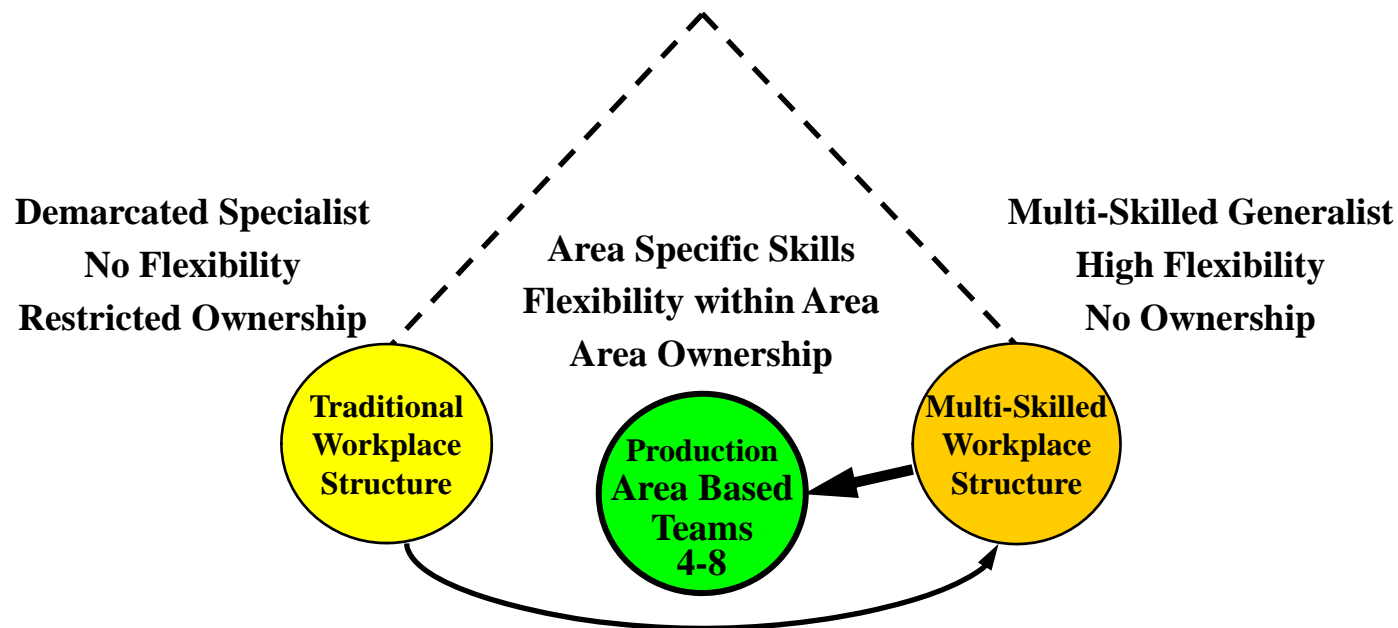 Demarcated Specialist
No Flexibility
Restricted Ownership
Area Specific Skills
Flexibility within Area
Area Ownership
Multi-Skilled Generalist
High Flexibility
No Ownership
Traditional
Workplace
Structure
Production
Area Based
Teams
4-8
Multi-Skilled
Workplace
Structure